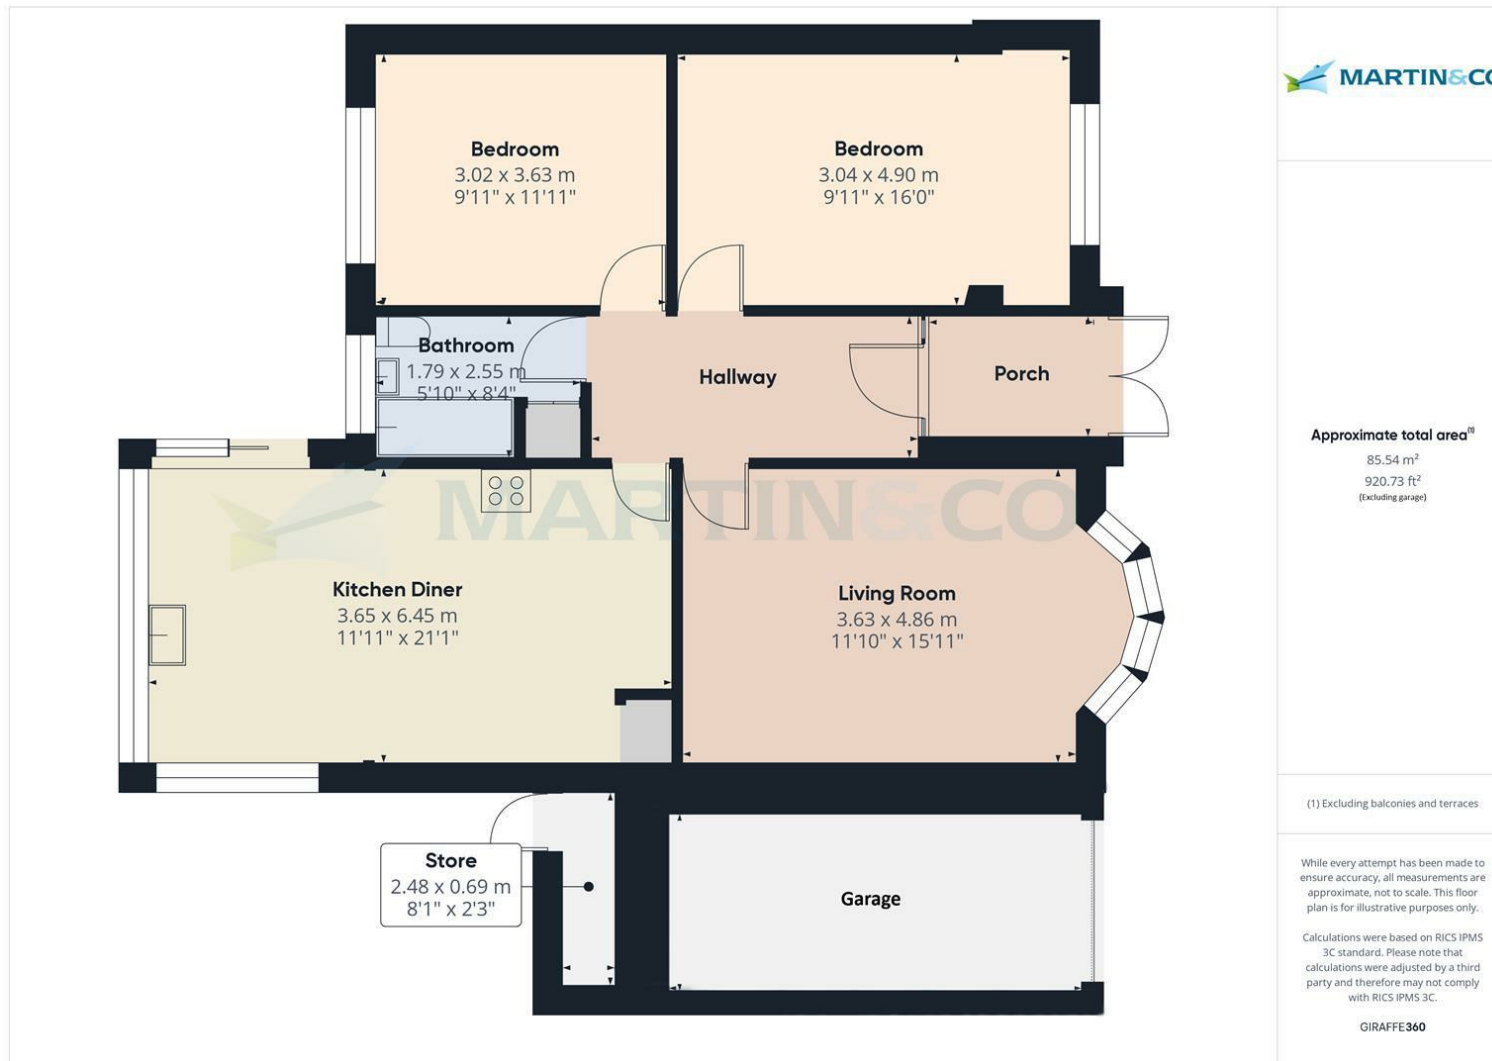 Bedroom
3.02 x 3.63 m
9'11" x 11'11"
Bedroom
3.04 x 4.90 m
9'11" x 16'0"
Bathroom
1.79 x 2.55 m
5'10" x 8'4"
Hallway
Porch
MARTIN&CO
Kitchen Diner
3.65 x 6.45 m
11'11" x 21'1"
Living Room
3.63 x 4.86 m
11'10" x 15'11"
Store
2.48 x 0.69 m
8'1" x 2'3"
Garage
MARTIN&CO
Approximate total area(1)
85.54 m²
920.73 ft²
(Excluding garage)
(1) Excluding balconies and terraces
While every attempt has been made to
ensure accuracy, all measurements are
approximate, not to scale. This floor
plan is for illustrative purposes only.
Calculations were based on RICS IPMS
3C standard. Please note that
calculations were adjusted by a third
party and therefore may not comply
with RICS IPMS 3C.
GIRAFFE360